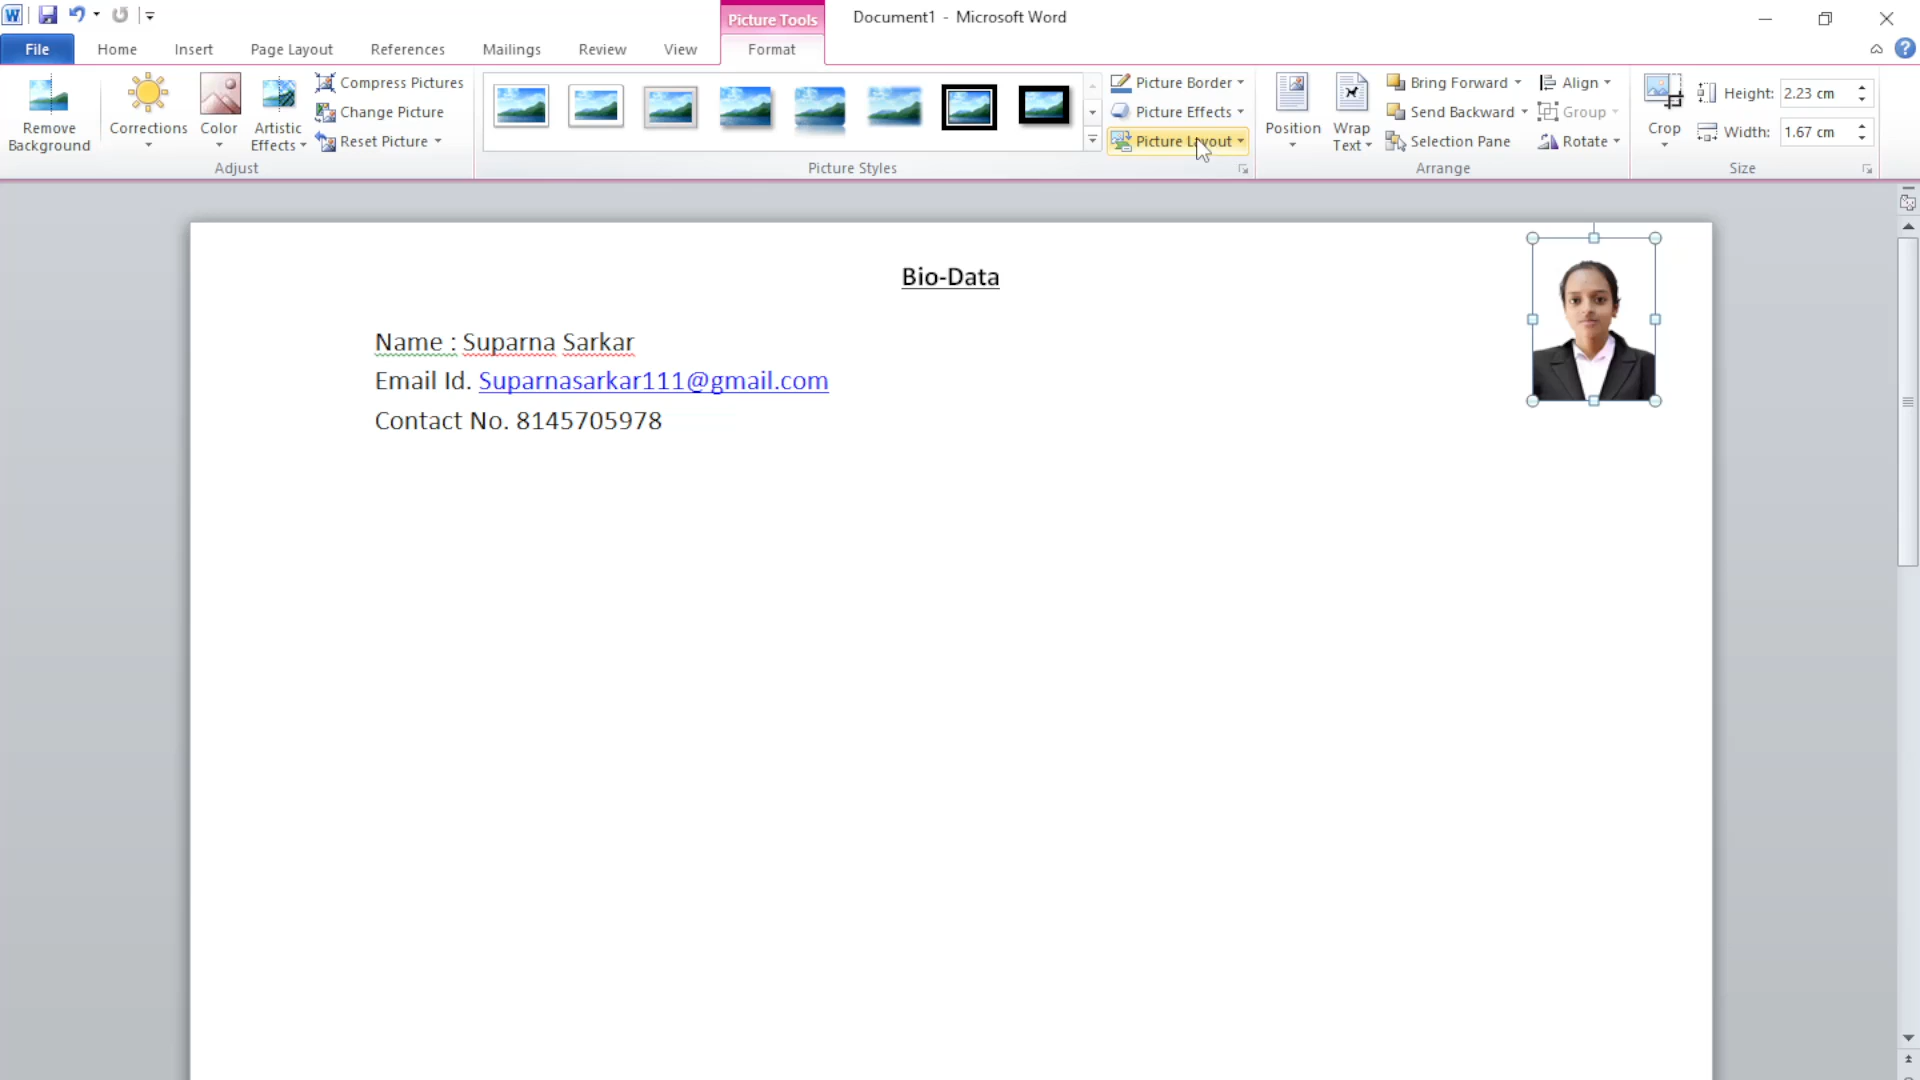 Picture Tools
Document1 - Microsoft Word
File Home Insert Page Layout References Mailings Review View Format
Remove Background
Corrections
Color
Artistic Effects
Compress Pictures
Change Picture
Reset Picture
Adjust
Picture Styles
Picture Border
Picture Effects
Picture Layout
Position
Wrap Text
Bring Forward
Send Backward
Selection Pane
Align
Group
Rotate
Arrange
Crop
Height: 2.23 cm
Width: 1.67 cm
Size
Bio-Data
Name : Suparna Sarkar
Email Id. Suparnasarkar111@gmail.com
Contact No. 8145705978